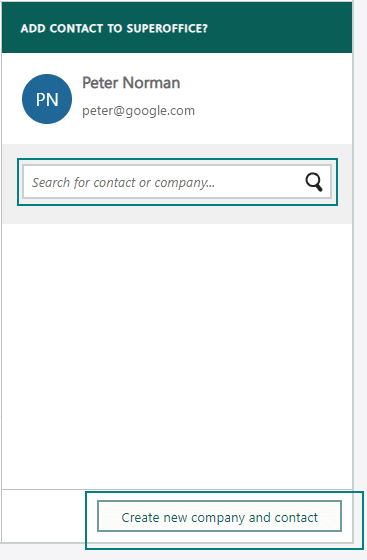 ADD CONTACT TO SUPEROFFICE?
Peter Norman
PN
peter@google.com
Search for contact or company...
Create new company and contact